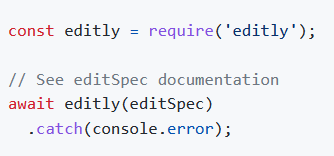 const editly = require('editly');
// See editSpec documentation
await editly(editSpec)
  .catch(console.error);